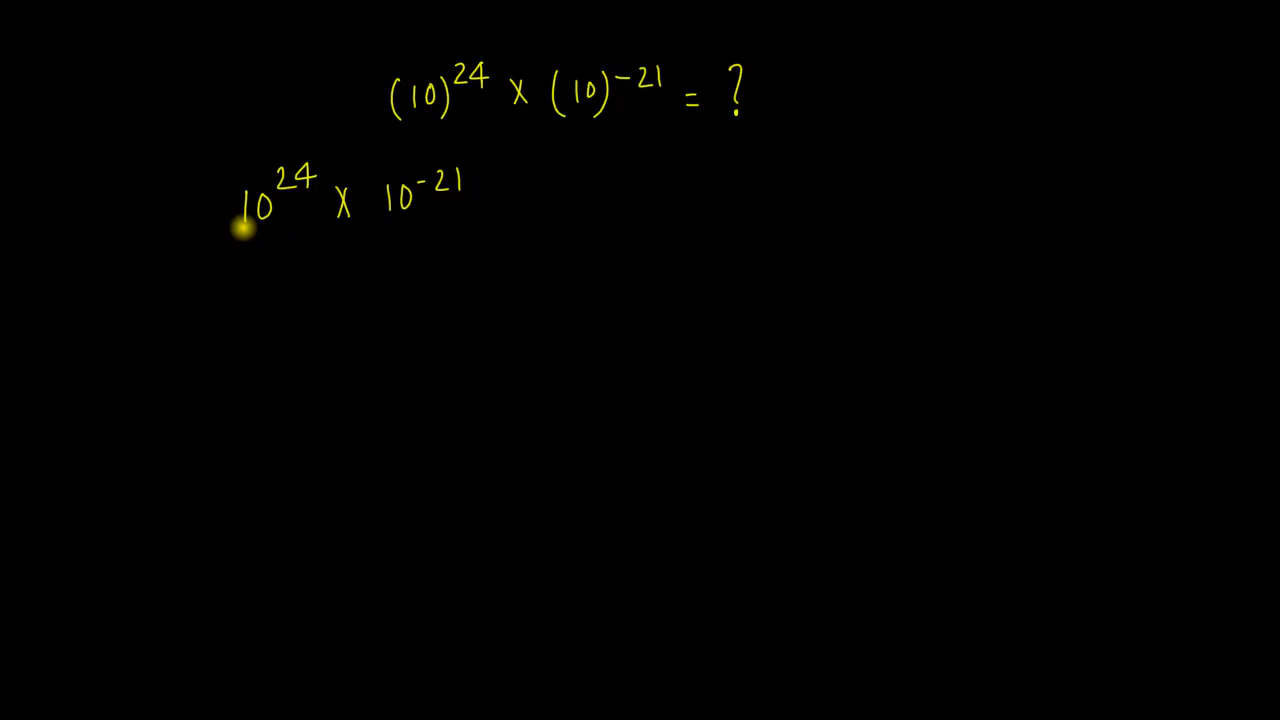 (10)^24 × (10)^-21 = ?
10^24 × 10^-21